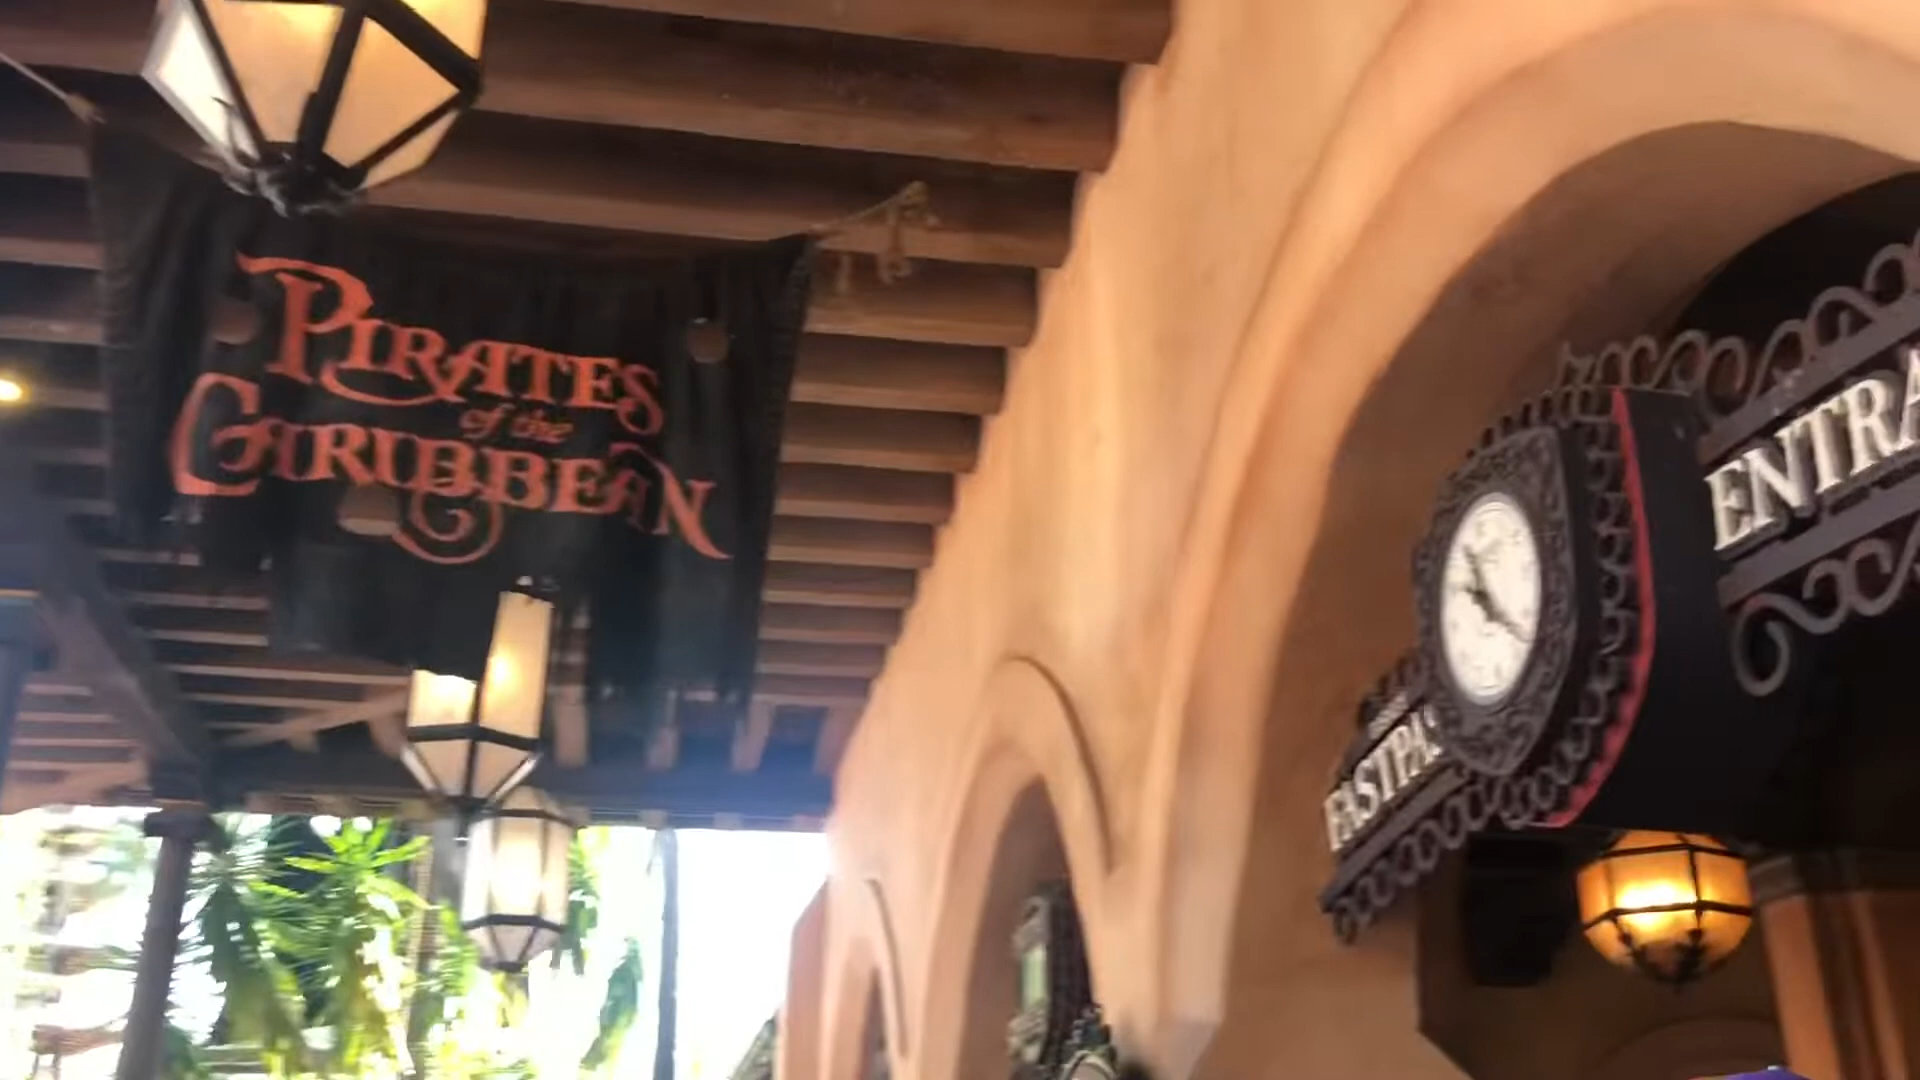 PIRATES
of the
CARIBBEAN
ENTRA
FASTPAS